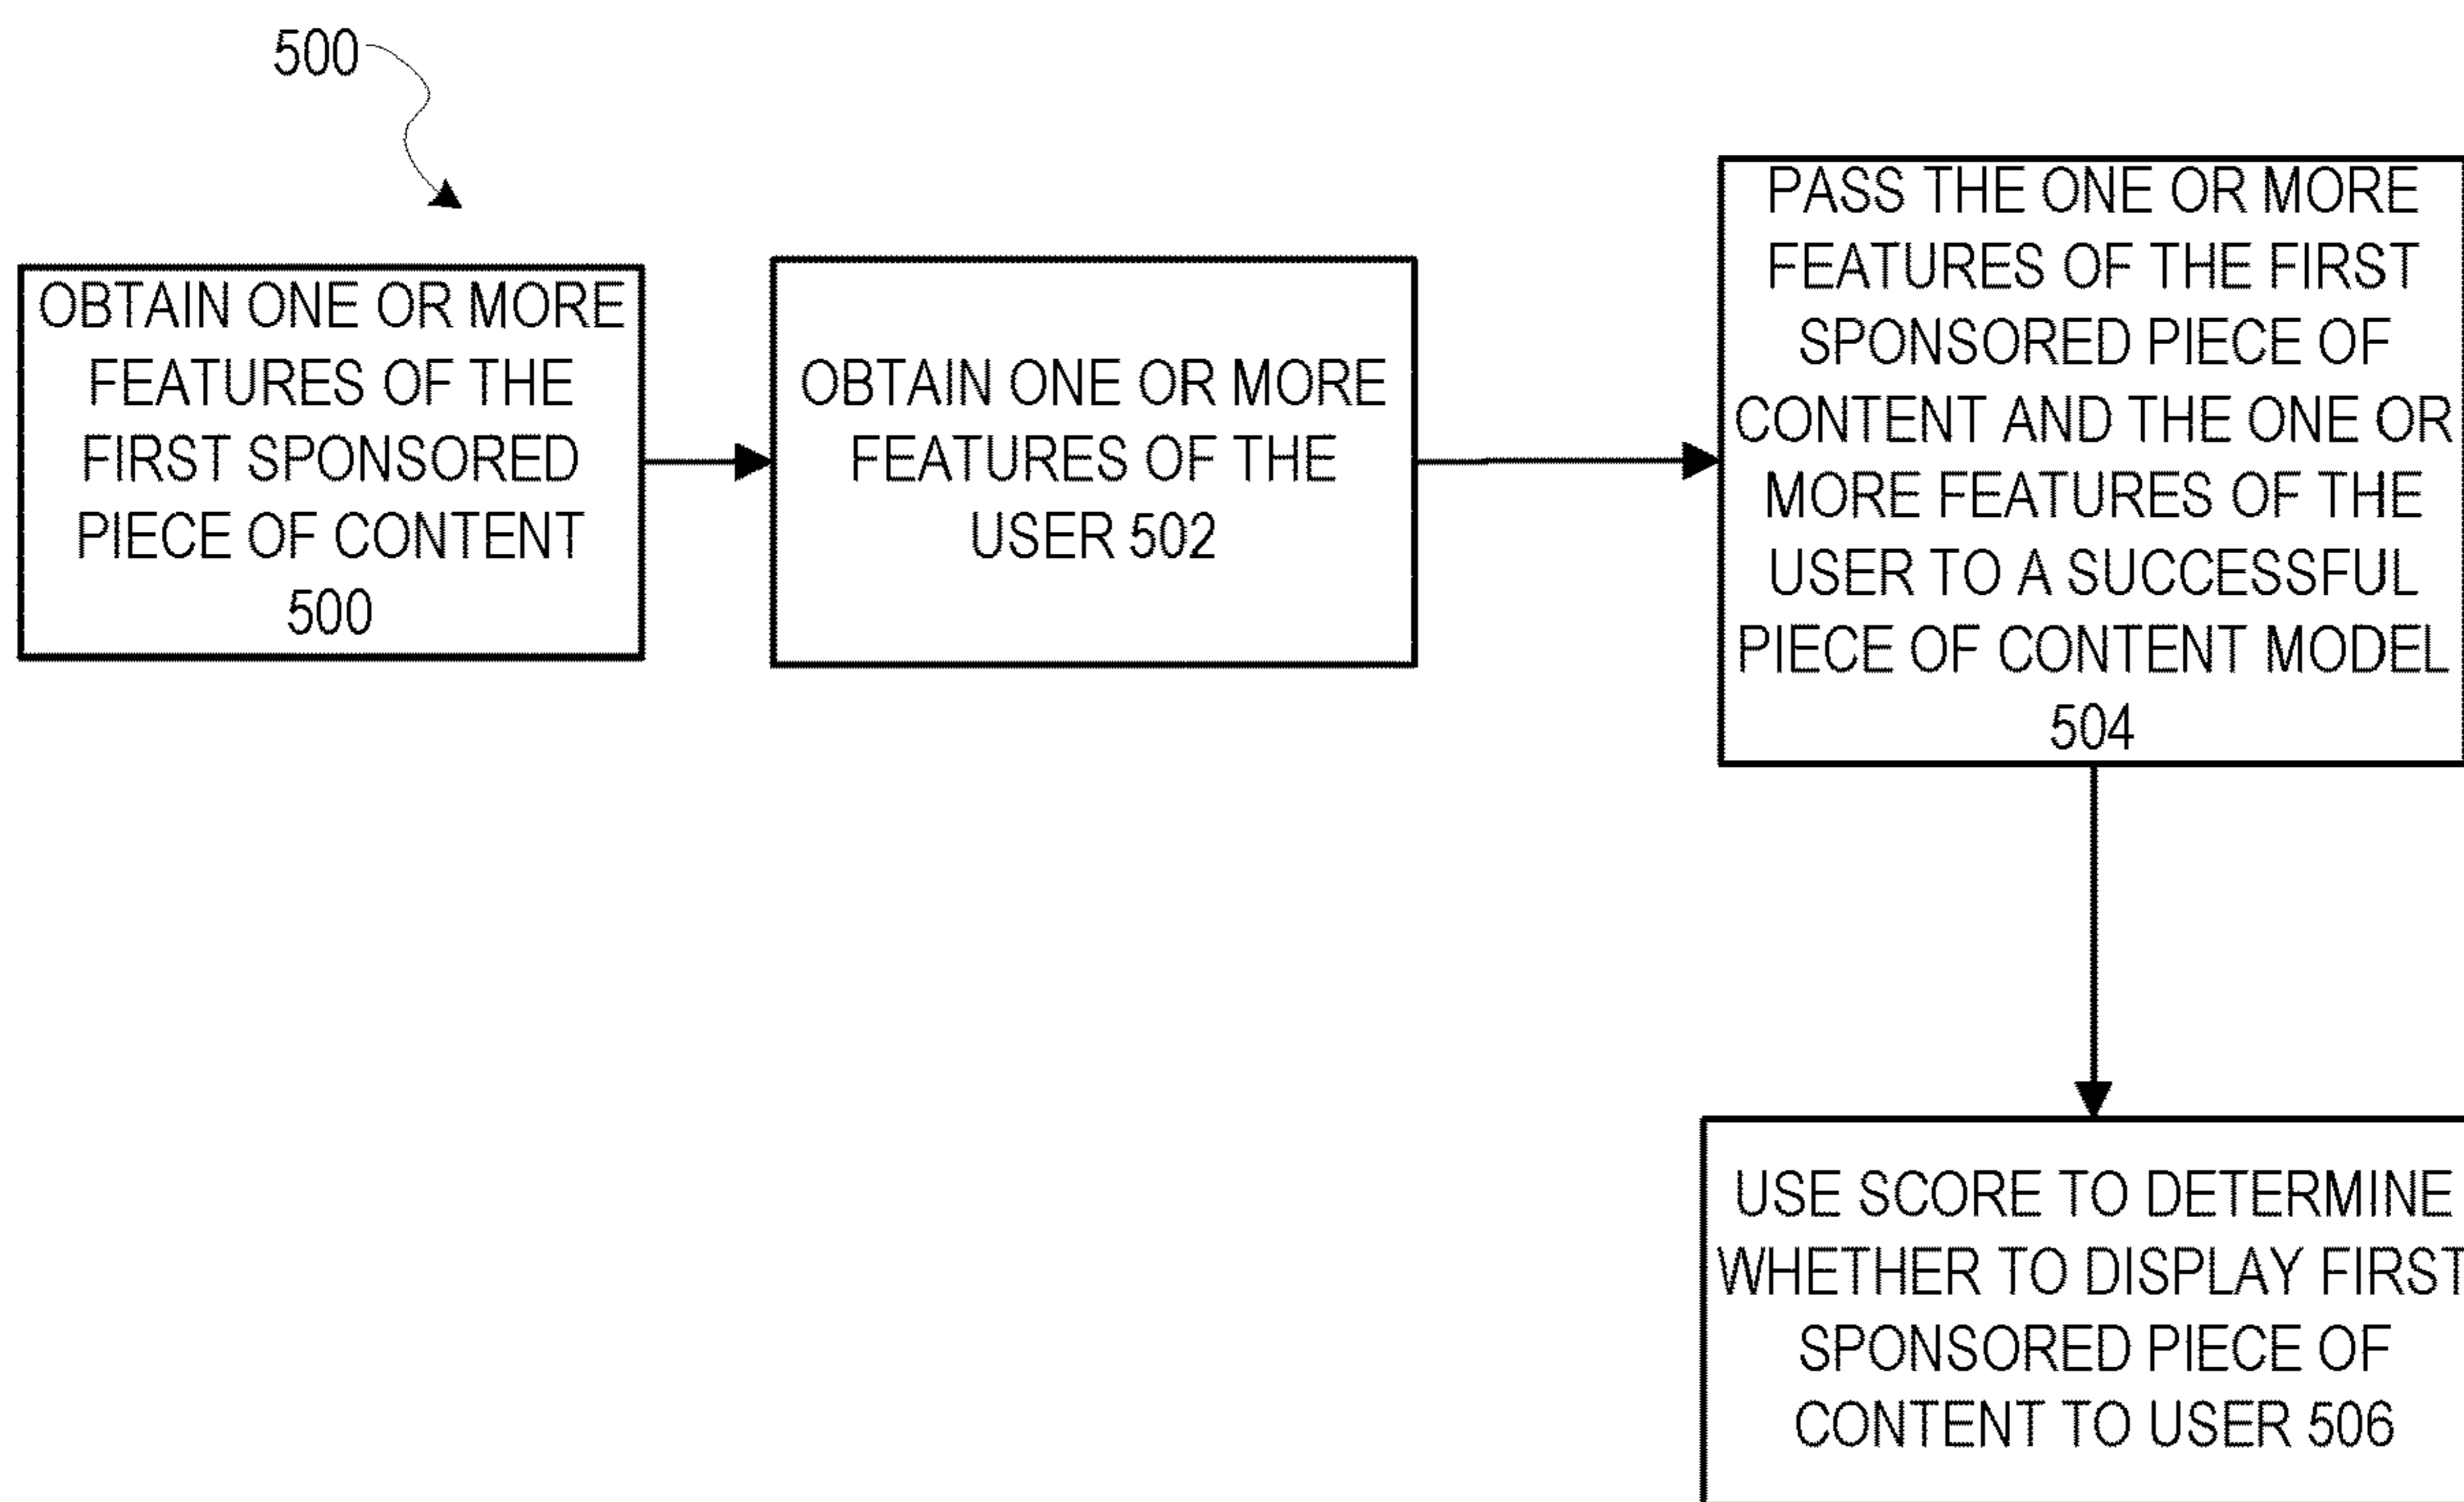 500
OBTAIN ONE OR MORE
FEATURES OF THE
FIRST SPONSORED
PIECE OF CONTENT
500
OBTAIN ONE OR MORE
FEATURES OF THE
USER 502
PASS THE ONE OR MORE
FEATURES OF THE FIRST
SPONSORED PIECE OF
CONTENT AND THE ONE OR
MORE FEATURES OF THE
USER TO A SUCCESSFUL
PIECE OF CONTENT MODEL
504
USE SCORE TO DETERMINE
WHETHER TO DISPLAY FIRST
SPONSORED PIECE OF
CONTENT TO USER 506